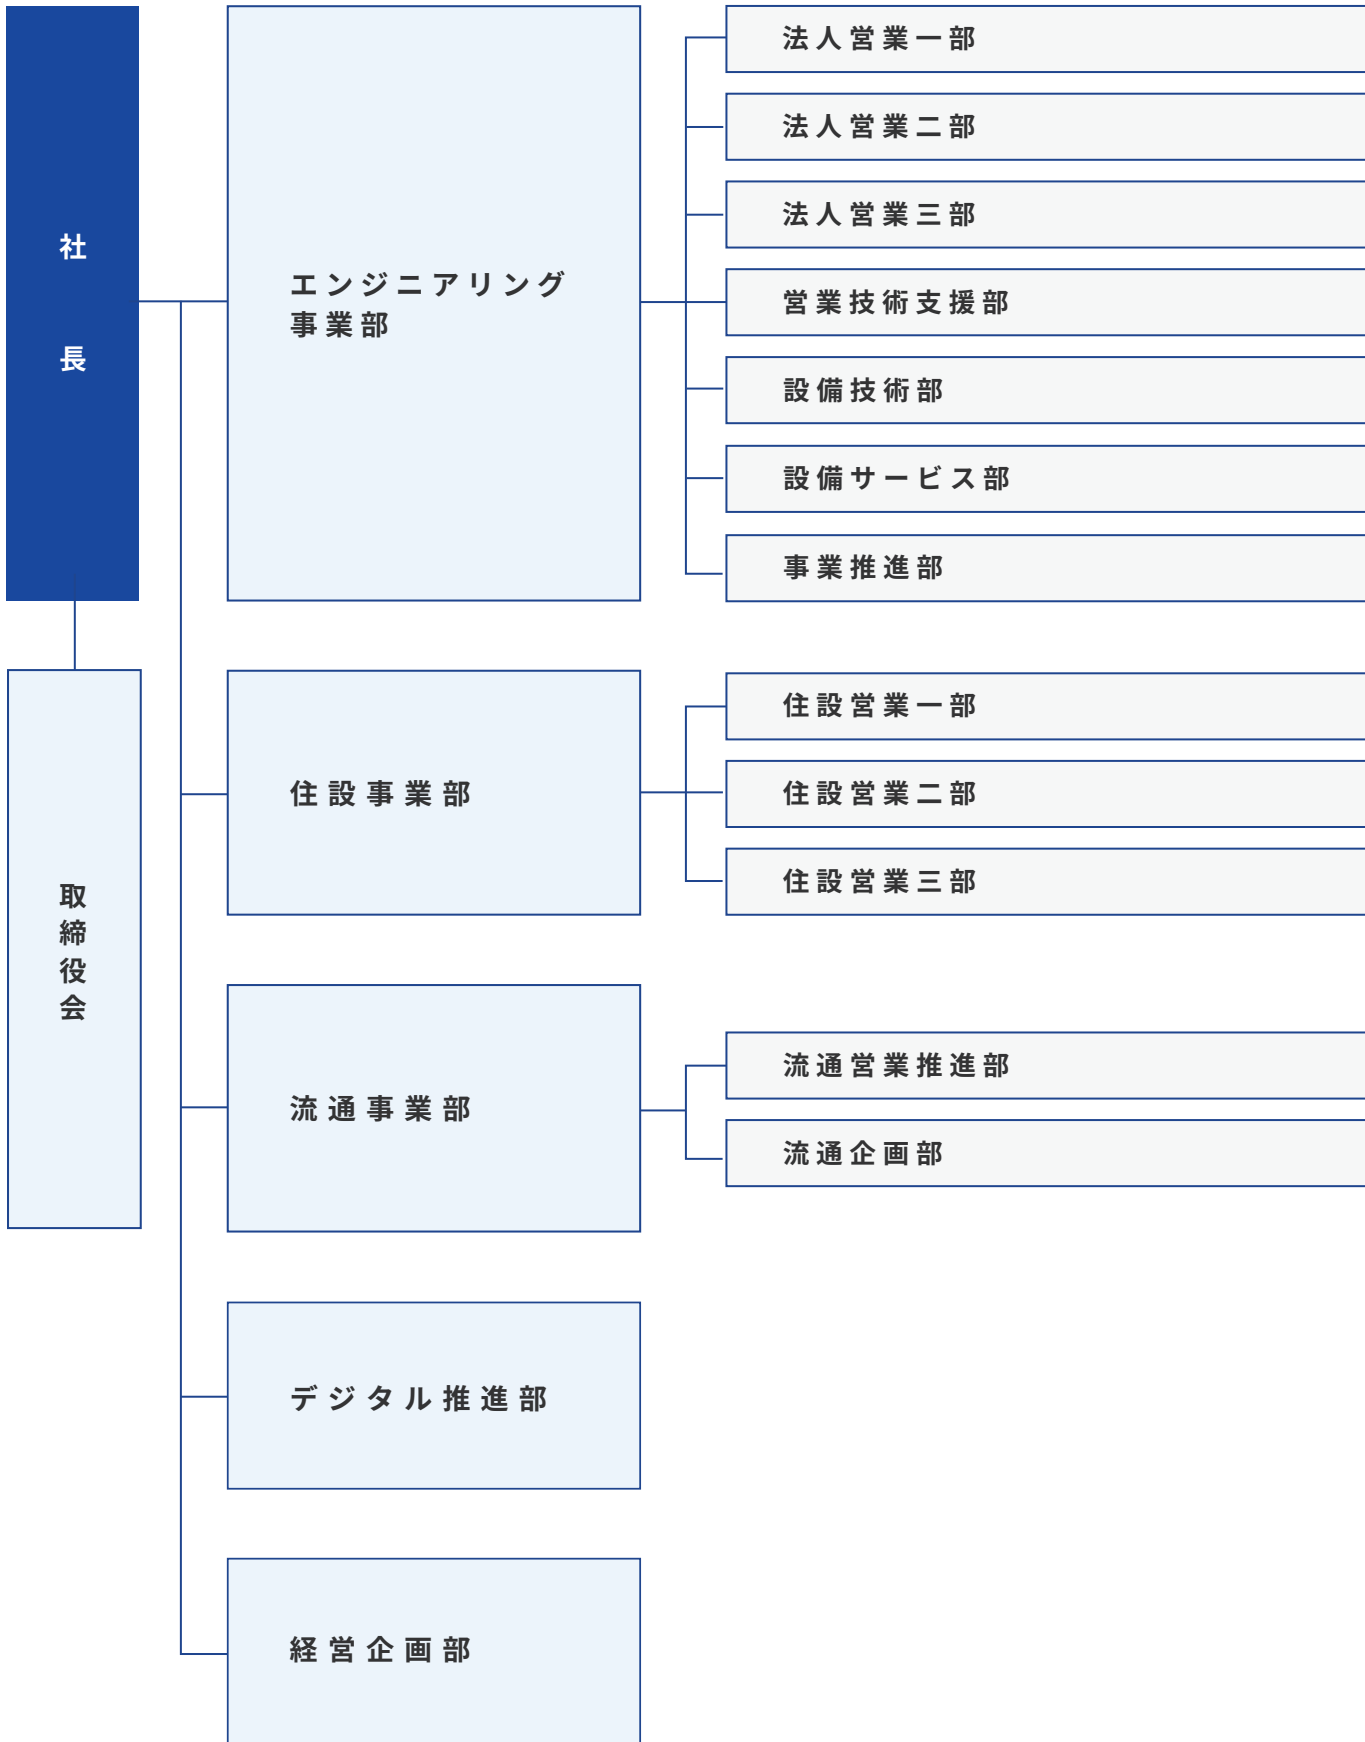 社長
取締役会
エンジニアリング
事業部
法人営業一部
法人営業二部
法人営業三部
営業技術支援部
設備技術部
設備サービス部
事業推進部
住設事業部
住設営業一部
住設営業二部
住設営業三部
流通事業部
流通営業推進部
流通企画部
デジタル推進部
経営企画部